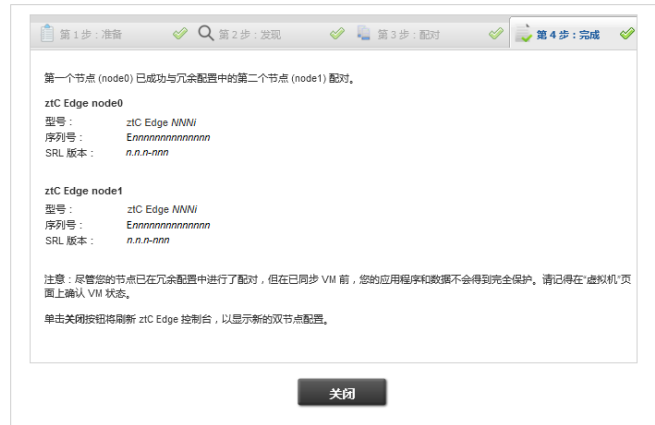 第 1 步：准备
第 2 步：发现
第 3 步：配对
第 4 步：完成
第一个节点 (node0) 已成功与冗余配置中的第二个节点 (node1) 配对。
ztC Edge node0
型号： ztC Edge NNNi
序列号： Ennnnnnnnnnnnn
SRL 版本： n.n.n-nnn
ztC Edge node1
型号： ztC Edge NNNi
序列号： Ennnnnnnnnnnnn
SRL 版本： n.n.n-nnn
注意：尽管您的节点已在冗余配置中进行了配对，但在已同步 VM 前，您的应用程序和数据不会得到完全保护。请记得在“虚拟机”页
面上确认 VM 状态。
单击关闭按钮将刷新 ztC Edge 控制台，以显示新的双节点配置。
关闭